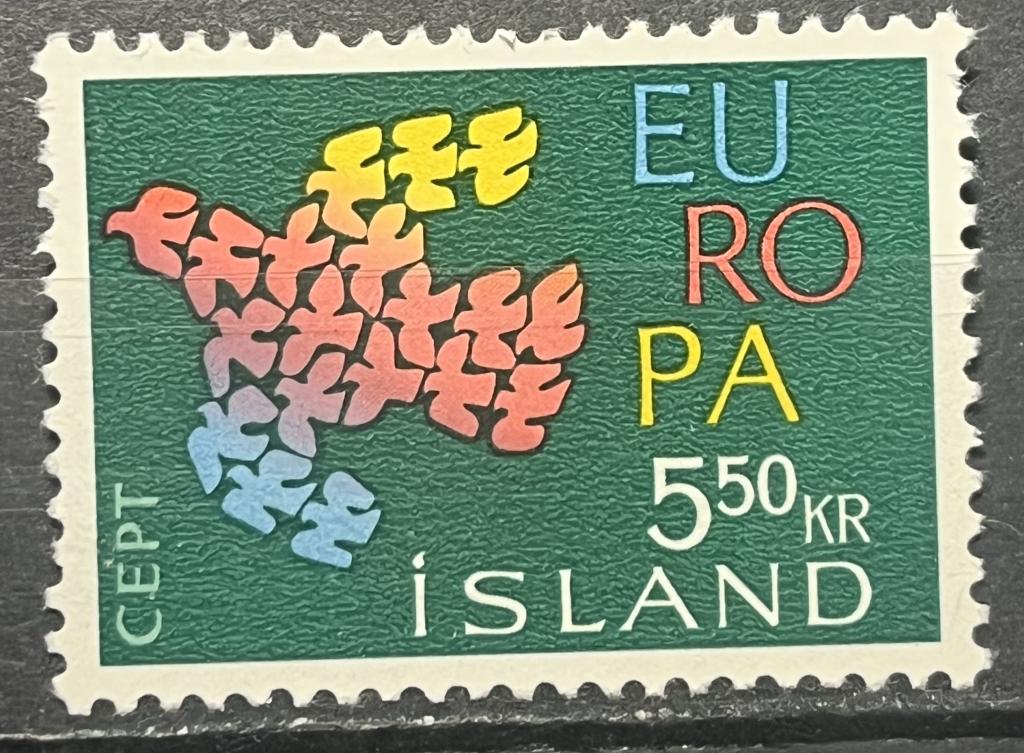 EU
RO
PA
5 50 KR
ÍSLAND
CEPT